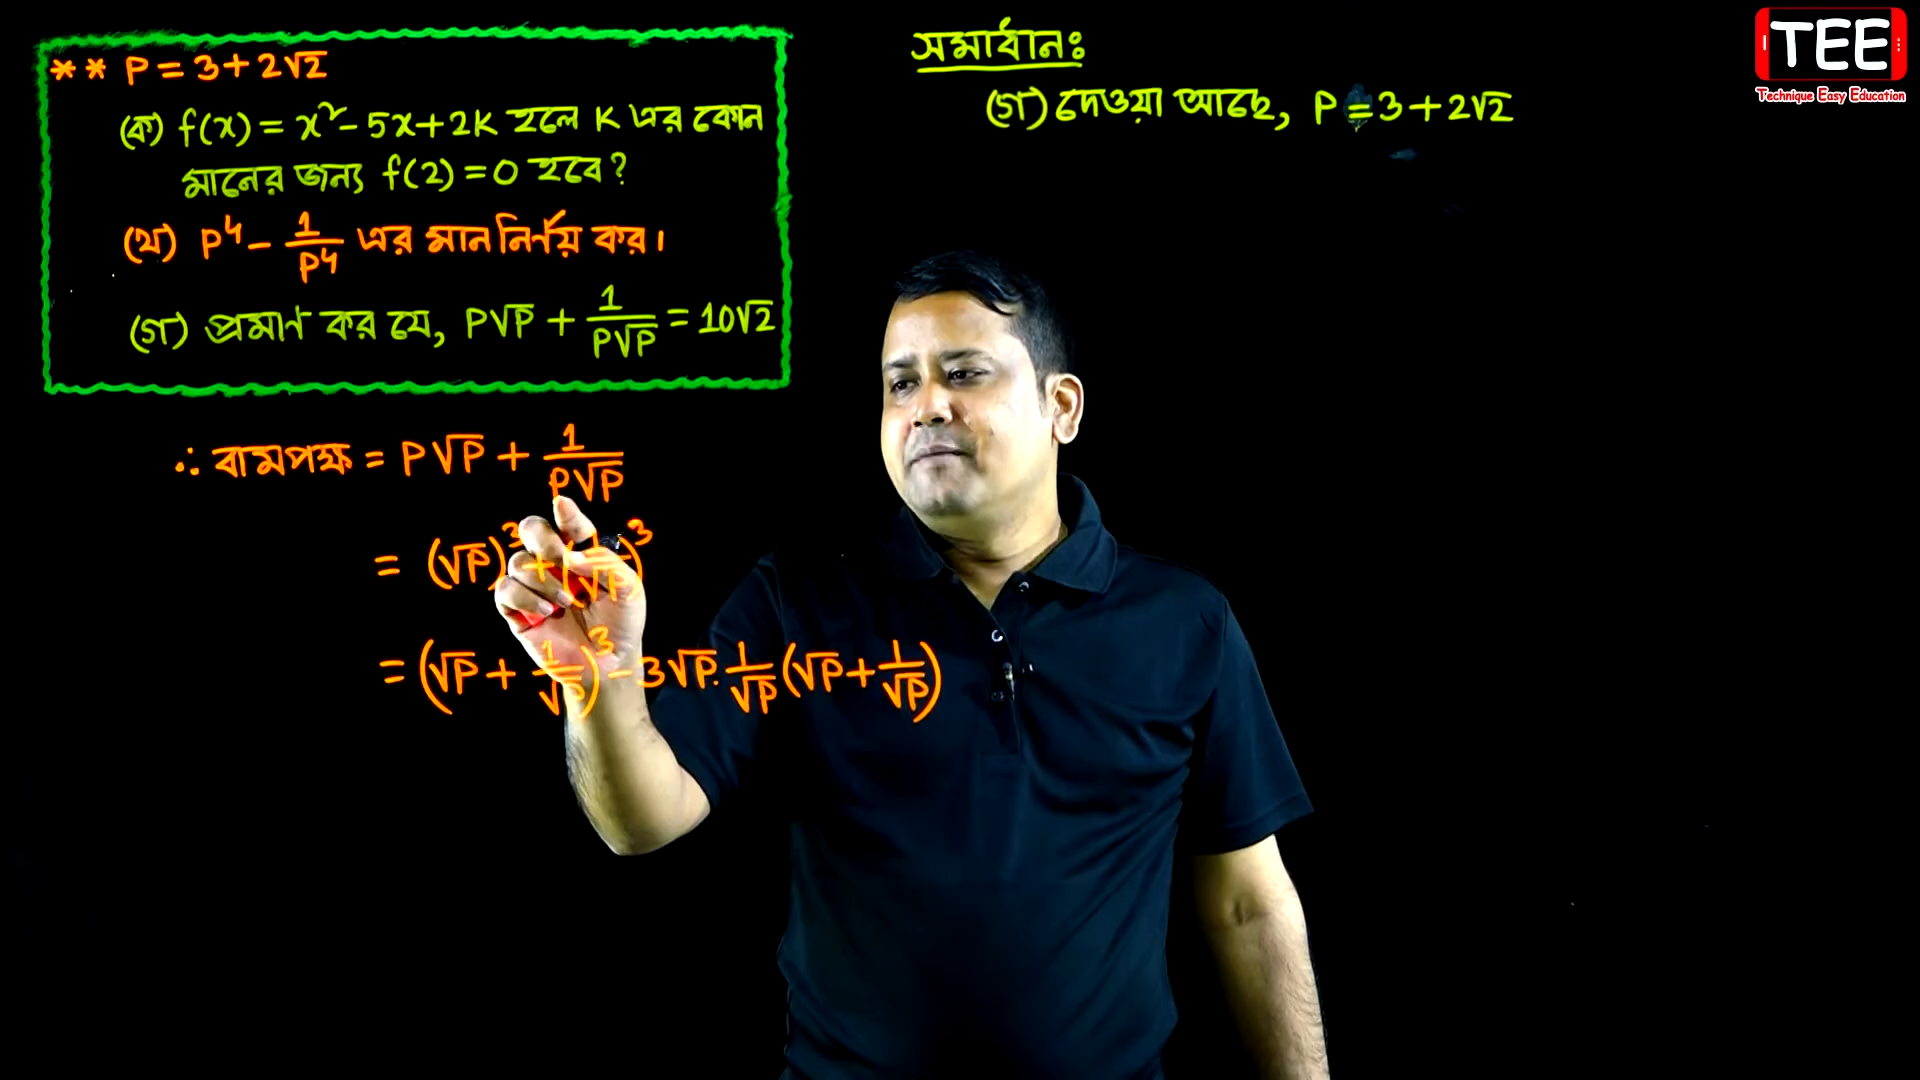 ** P = 3 + 2√2
(ক) f(x) = x² - 5x + 2K হলে K এর কোন
মানের জন্য f(2) = 0 হবে?
(খ) P⁴ - 1/P⁴ এর মান নির্ণয় কর।
(গ) প্রমাণ কর যে, P√P + 1/(P√P) = 10√2
সমাধানঃ
(গ) দেওয়া আছে, P = 3 + 2√2
∴ বামপক্ষ = P√P + 1/(P√P)
= (√P)³ + (1/√P)³
= (√P + 1/√P)³ - 3√P · 1/√P (√P + 1/√P)
TEE
Technique Easy Education